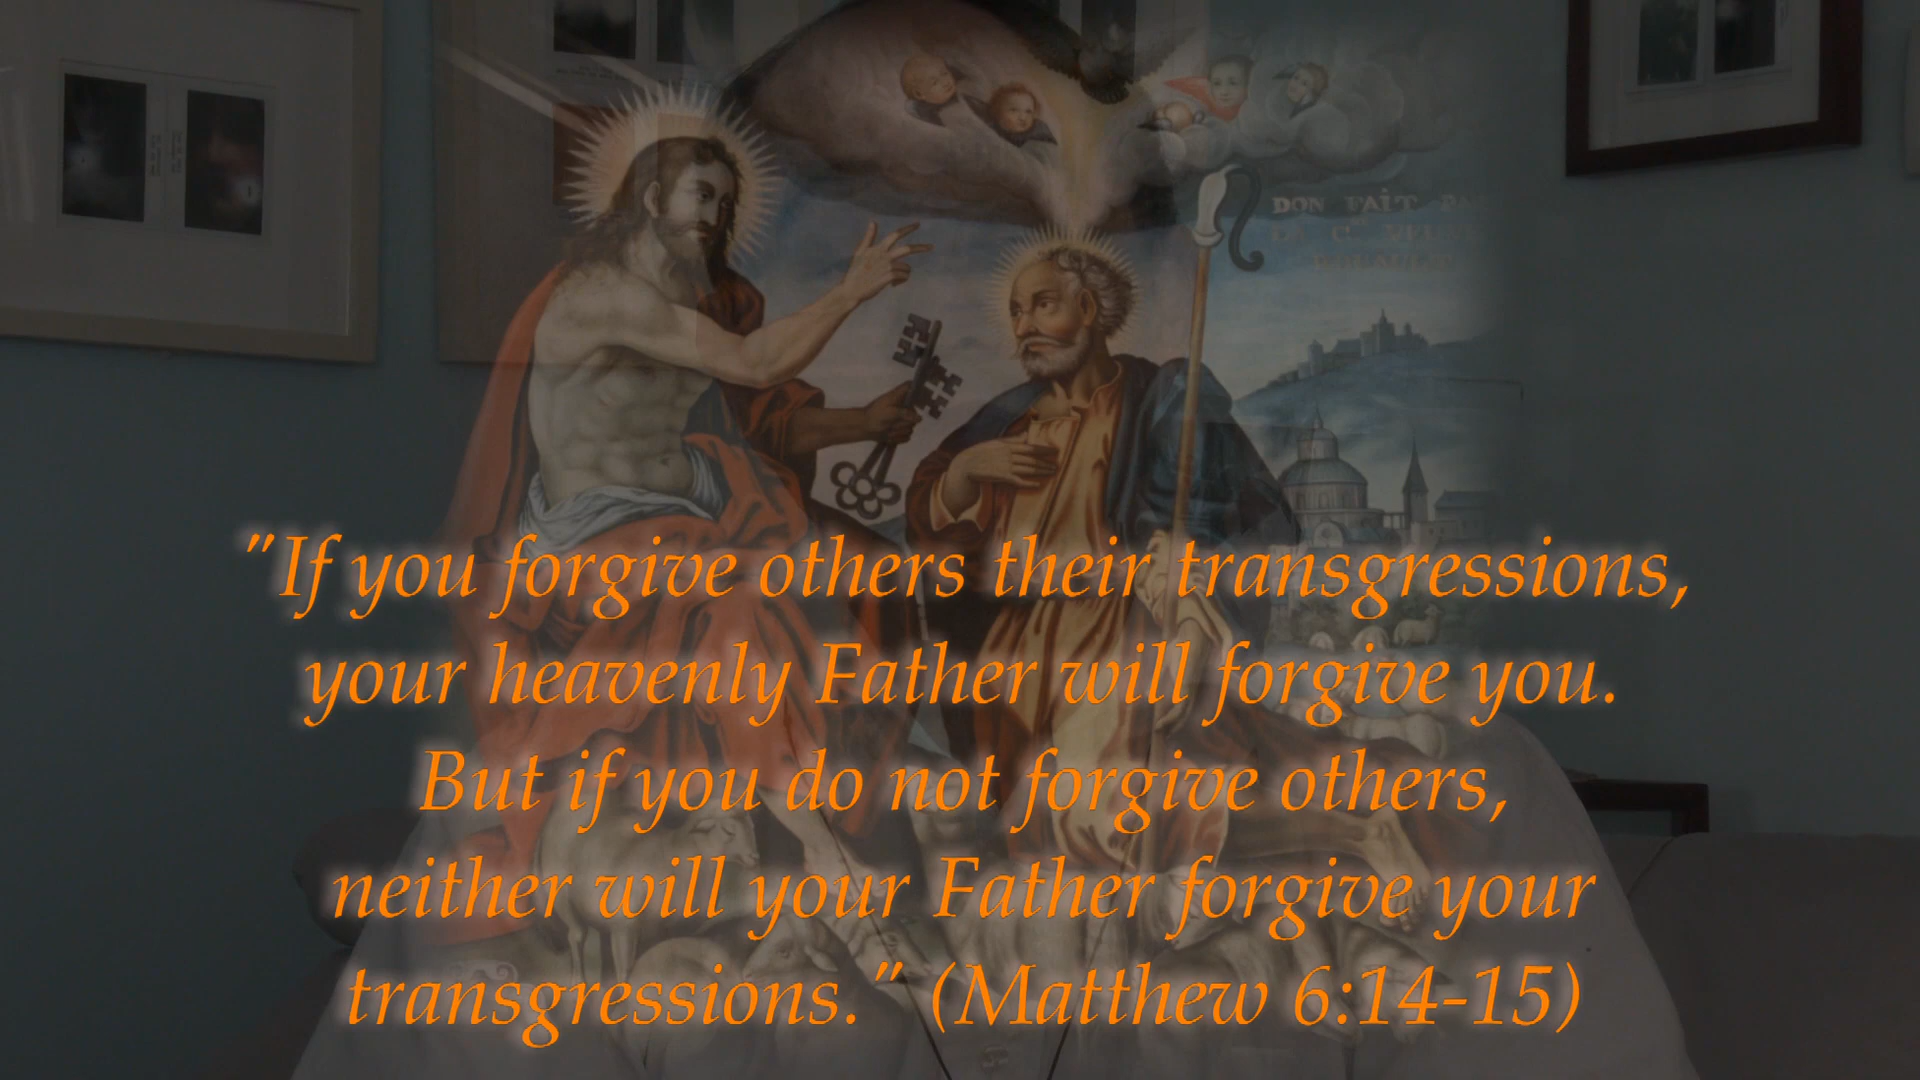 DON FAIT PA
"If you forgive others their transgressions,
your heavenly Father will forgive you.
But if you do not forgive others,
neither will your Father forgive your
transgressions." (Matthew 6:14-15)